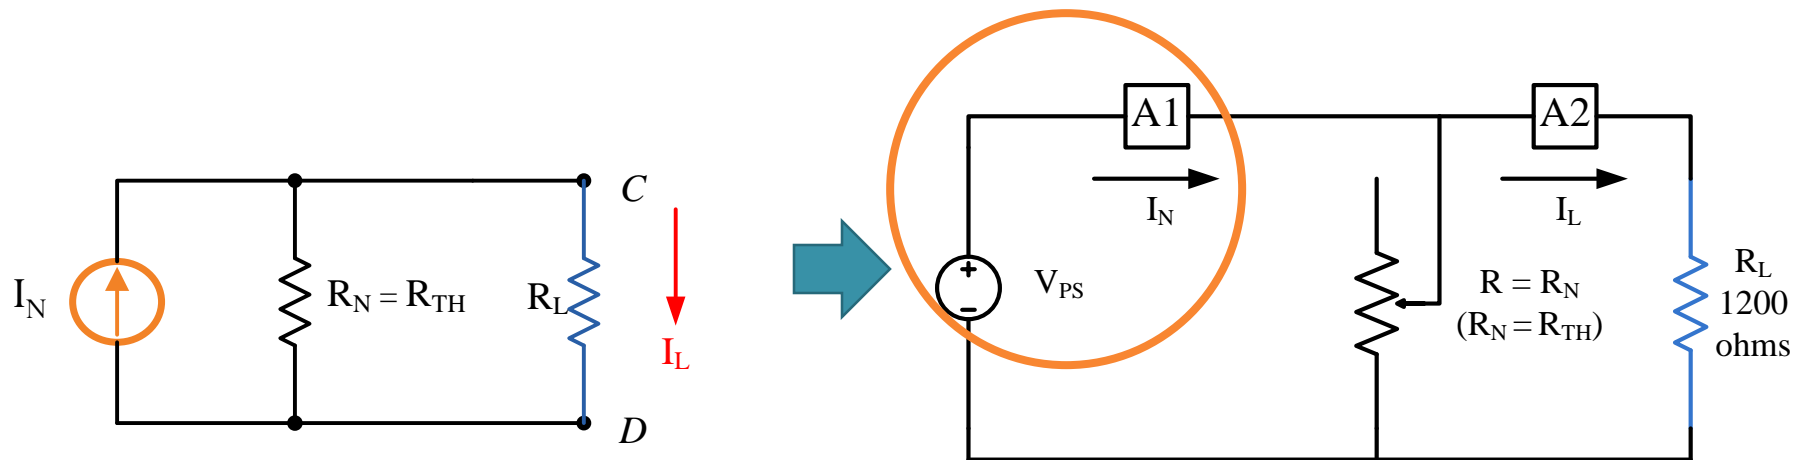 I_N
R_N = R_TH
R_L
C
I_L
D
A1
I_N
V_PS
+
−
A2
I_L
R = R_N
(R_N = R_TH)
R_L
1200
ohms